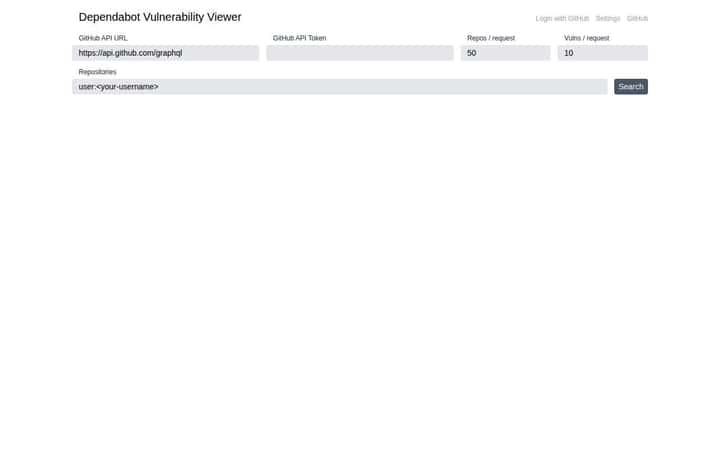 Dependabot Vulnerability Viewer
Login with GitHub Settings GitHub
GitHub API URL GitHub API Token Repos / request Vulns / request
https://api.github.com/graphql 50 10
Repositories
user:<your-username> Search